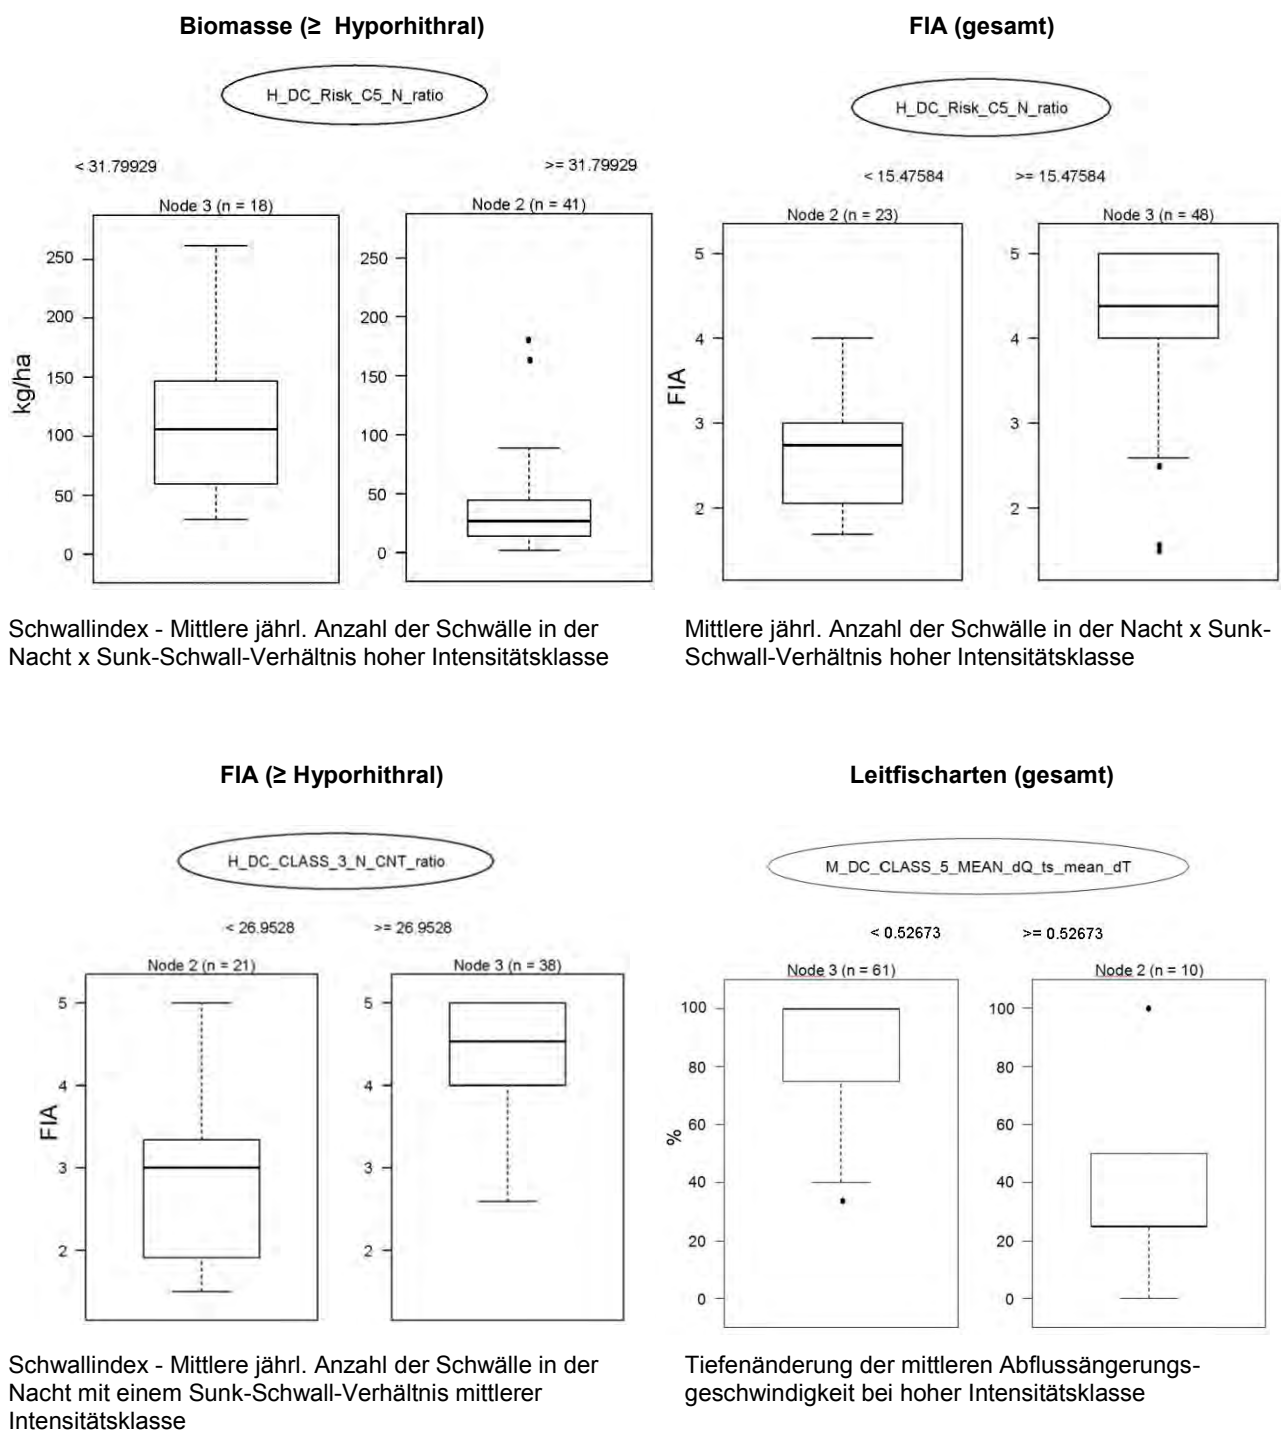 Biomasse (≥ Hyporhithral)
H_DC_Risk_C5_N_ratio
< 31.79929
>= 31.79929
Node 3 (n = 18)
Node 2 (n = 41)
kg/ha
250
200
150
100
50
0
250
200
150
100
50
0
Schwallindex - Mittlere jährl. Anzahl der Schwälle in der
Nacht x Sunk-Schwall-Verhältnis hoher Intensitätsklasse
FIA (gesamt)
H_DC_Risk_C5_N_ratio
< 15.47584
>= 15.47584
Node 2 (n = 23)
Node 3 (n = 48)
FIA
5
4
3
2
5
4
3
2
Mittlere jährl. Anzahl der Schwälle in der Nacht x Sunk-
Schwall-Verhältnis hoher Intensitätsklasse
FIA (≥ Hyporhithral)
H_DC_CLASS_3_N_CNT_ratio
< 26.9528
>= 26.9528
Node 2 (n = 21)
Node 3 (n = 38)
FIA
5
4
3
2
5
4
3
2
Schwallindex - Mittlere jährl. Anzahl der Schwälle in der
Nacht mit einem Sunk-Schwall-Verhältnis mittlerer
Intensitätsklasse
Leitfischarten (gesamt)
M_DC_CLASS_5_MEAN_dQ_ts_mean_dT
< 0.52673
>= 0.52673
Node 3 (n = 61)
Node 2 (n = 10)
%
100
80
60
40
20
0
100
80
60
40
20
0
Tiefenänderung der mittleren Abflussängerungs-
geschwindigkeit bei hoher Intensitätsklasse